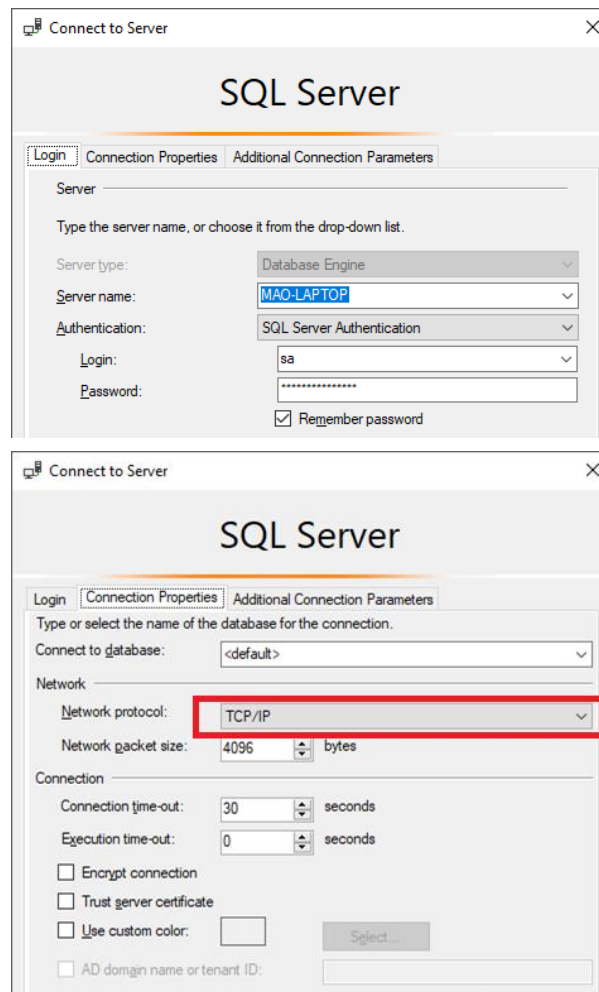 Connect to Server
SQL Server
Login Connection Properties Additional Connection Parameters
Server
Type the server name, or choose it from the drop-down list.
Server type: Database Engine
Server name: MAO-LAPTOP
Authentication: SQL Server Authentication
Login: sa
Password: ***************
Remember password
Connect to Server
SQL Server
Login Connection Properties Additional Connection Parameters
Type or select the name of the database for the connection.
Connect to database: <default>
Network
Network protocol: TCP/IP
Network packet size: 4096 bytes
Connection
Connection time-out: 30 seconds
Execution time-out: 0 seconds
Encrypt connection
Trust server certificate
Use custom color: Select...
AD domain name or tenant ID: